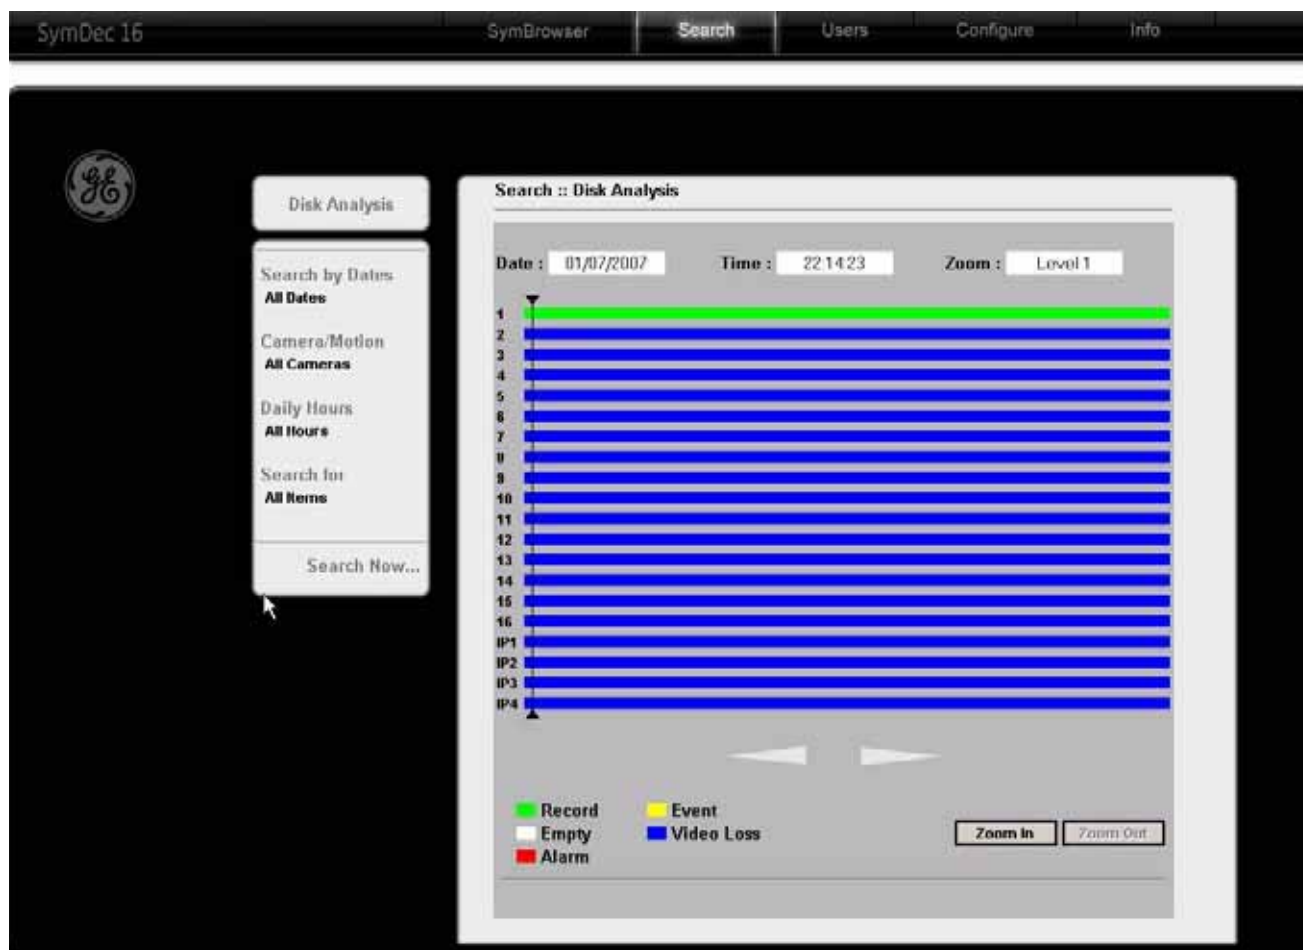 SymDec 16 SymBrowser Search Users Configure Info
GE
Disk Analysis
Search by Dates
All Dates
Camera/Motion
All Cameras
Daily Hours
All Hours
Search for
All Items
Search Now...
Search :: Disk Analysis
Date : 01/07/2007 Time : 22:14:23 Zoom : Level 1
1
2
3
4
5
6
7
8
9
10
11
12
13
14
15
16
IP1
IP2
IP3
IP4
Record Event
Empty Video Loss
Alarm
Zoom In Zoom Out